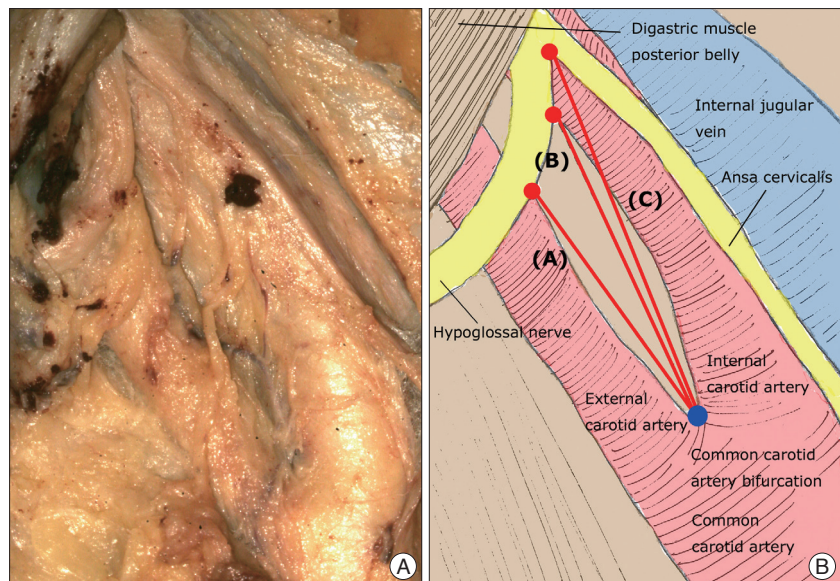 Digastric muscle
posterior belly
Internal jugular
vein
(B)
Ansa cervicalis
(C)
(A)
Hypoglossal nerve
Internal
carotid artery
External
carotid artery
Common carotid
artery bifurcation
Common
carotid artery
A
B